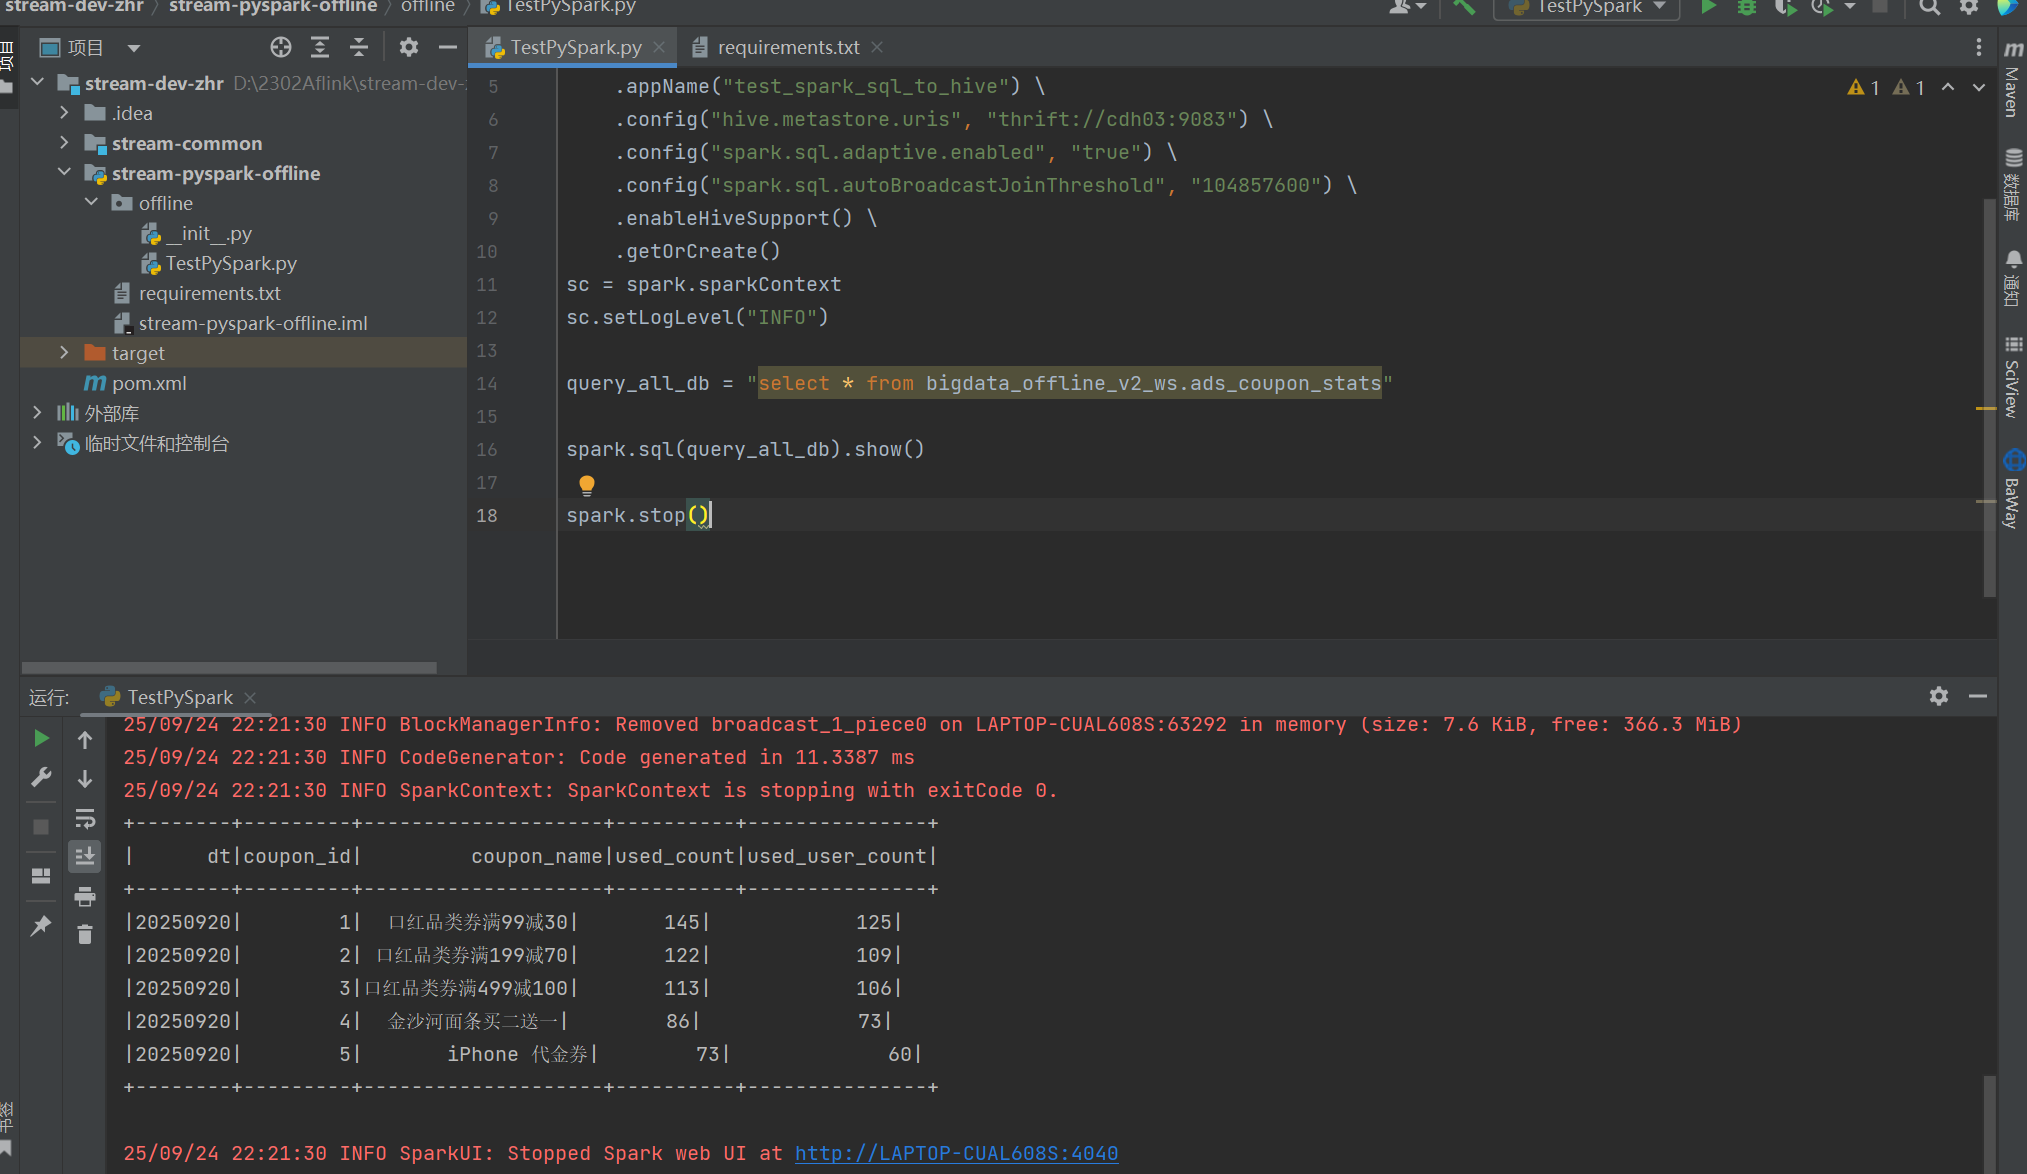 stream-dev-zhr 〉 stream-pyspark-offline 〉 offline 〉 TestPySpark.py
TestPySpark
项目
项目
stream-dev-zhr D:\2302Aflink\stream-dev-
.idea
stream-common
stream-pyspark-offline
offline
__init__.py
TestPySpark.py
requirements.txt
stream-pyspark-offline.iml
target
pom.xml
外部库
临时文件和控制台
TestPySpark.py
requirements.txt
1 1
5 .appName("test_spark_sql_to_hive") \
6 .config("hive.metastore.uris", "thrift://cdh03:9083") \
7 .config("spark.sql.adaptive.enabled", "true") \
8 .config("spark.sql.autoBroadcastJoinThreshold", "104857600") \
9 .enableHiveSupport() \
10 .getOrCreate()
11 sc = spark.sparkContext
12 sc.setLogLevel("INFO")
13
14 query_all_db = "select * from bigdata_offline_v2_ws.ads_coupon_stats"
15
16 spark.sql(query_all_db).show()
17
18 spark.stop()
Maven
数据库
通知
SciView
BaWay
运行: TestPySpark
25/09/24 22:21:30 INFO BlockManagerInfo: Removed broadcast_1_piece0 on LAPTOP-CUAL608S:63292 in memory (size: 7.6 KiB, free: 366.3 MiB)
25/09/24 22:21:30 INFO CodeGenerator: Code generated in 11.3387 ms
25/09/24 22:21:30 INFO SparkContext: SparkContext is stopping with exitCode 0.
+--------+---------+--------------------+----------+---------------+
|      dt|coupon_id|         coupon_name|used_count|used_user_count|
+--------+---------+--------------------+----------+---------------+
|20250920|        1|  口红品类券满99减30|       145|            125|
|20250920|        2| 口红品类券满199减70|       122|            109|
|20250920|        3|口红品类券满499减100|       113|            106|
|20250920|        4|  金沙河面条买二送一|        86|             73|
|20250920|        5|       iPhone 代金券|        73|             60|
+--------+---------+--------------------+----------+---------------+
25/09/24 22:21:30 INFO SparkUI: Stopped Spark web UI at http://LAPTOP-CUAL608S:4040
书签